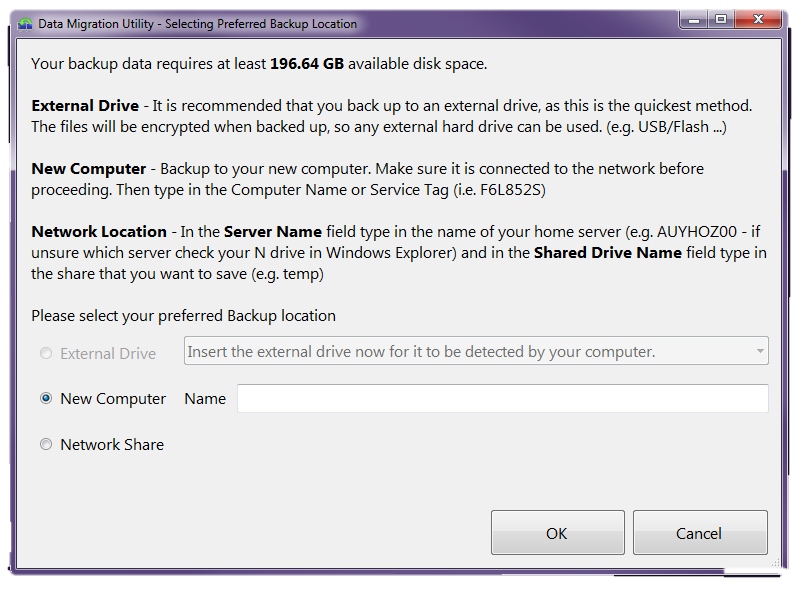 Data Migration Utility - Selecting Preferred Backup Location
Your backup data requires at least 196.64 GB available disk space.
External Drive - It is recommended that you back up to an external drive, as this is the quickest method.
The files will be encrypted when backed up, so any external hard drive can be used. (e.g. USB/Flash ...)
New Computer - Backup to your new computer. Make sure it is connected to the network before
proceeding. Then type in the Computer Name or Service Tag (i.e. F6L852S)
Network Location - In the Server Name field type in the name of your home server (e.g. AUYHOZ00 - if
unsure which server check your N drive in Windows Explorer) and in the Shared Drive Name field type in
the share that you want to save (e.g. temp)
Please select your preferred Backup location
External Drive
Insert the external drive now for it to be detected by your computer.
New Computer
Name
Network Share
OK
Cancel